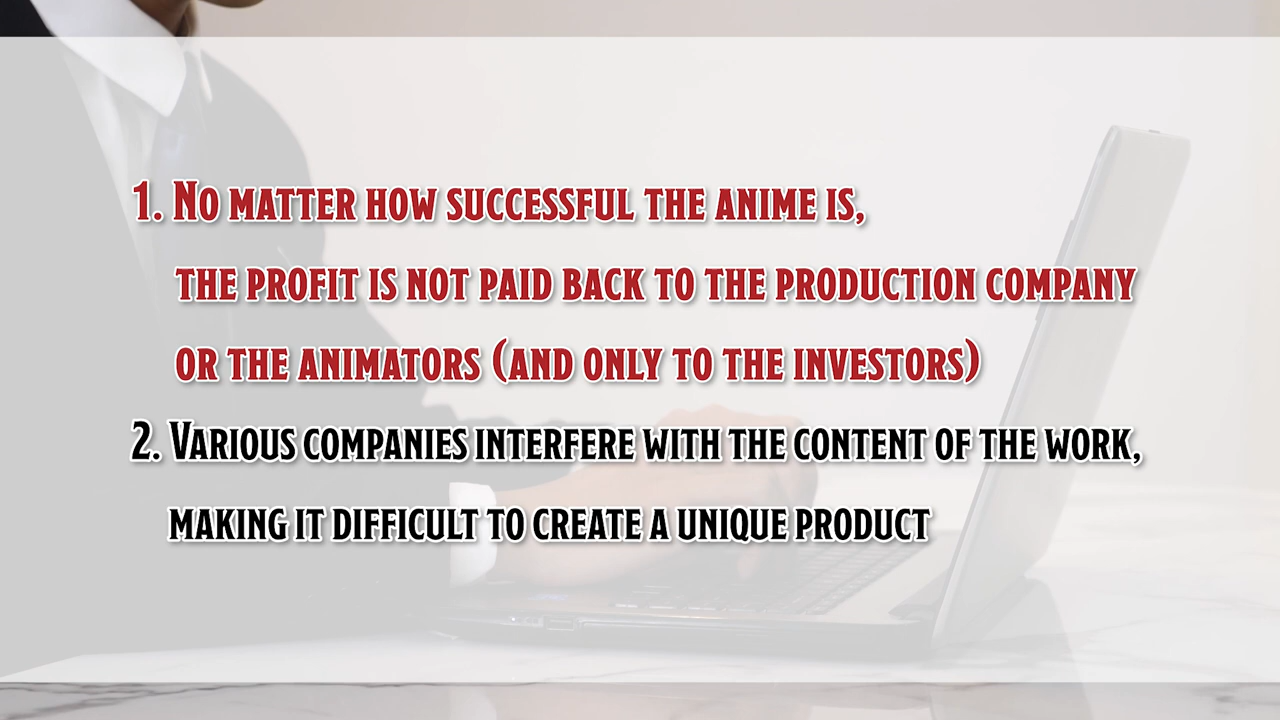 1. No matter how successful the anime is,
the profit is not paid back to the production company
or the animators (and only to the investors)
2. Various companies interfere with the content of the work,
making it difficult to create a unique product